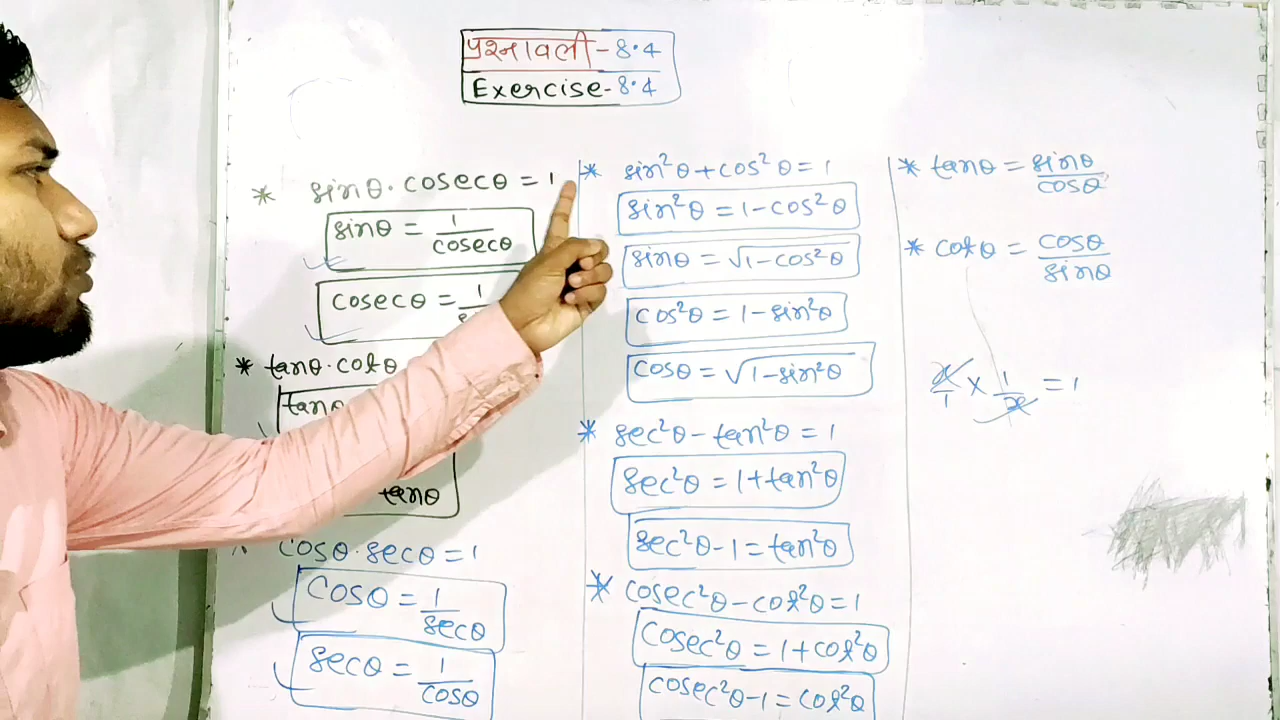 प्रश्नावली-8.4
Exercise-8.4
* sinθ·cosecθ = 1
sinθ = 1/cosecθ
cosecθ = 1/
* tanθ·cotθ
tanθ
tanθ
cosθ·secθ = 1
cosθ = 1/secθ
secθ = 1/cosθ
* sin²θ+cos²θ = 1
sin²θ = 1-cos²θ
sinθ = √1-cos²θ
cos²θ = 1-sin²θ
cosθ = √1-sin²θ
* sec²θ-tan²θ = 1
sec²θ = 1+tan²θ
sec²θ-1 = tan²θ
* cosec²θ-cot²θ = 1
cosec²θ = 1+cot²θ
cosec²θ-1 = cot²θ
* tanθ = sinθ/cosθ
* cotθ = cosθ/sinθ
x/1 × 1/x = 1